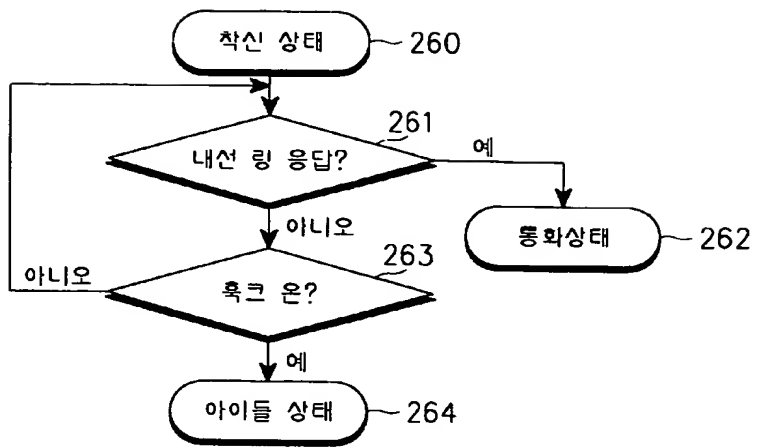 착신 상태
260
261
내선 링 응답?
예
아니오
통화상태
262
263
훅크 온?
아니오
예
아이들 상태
264